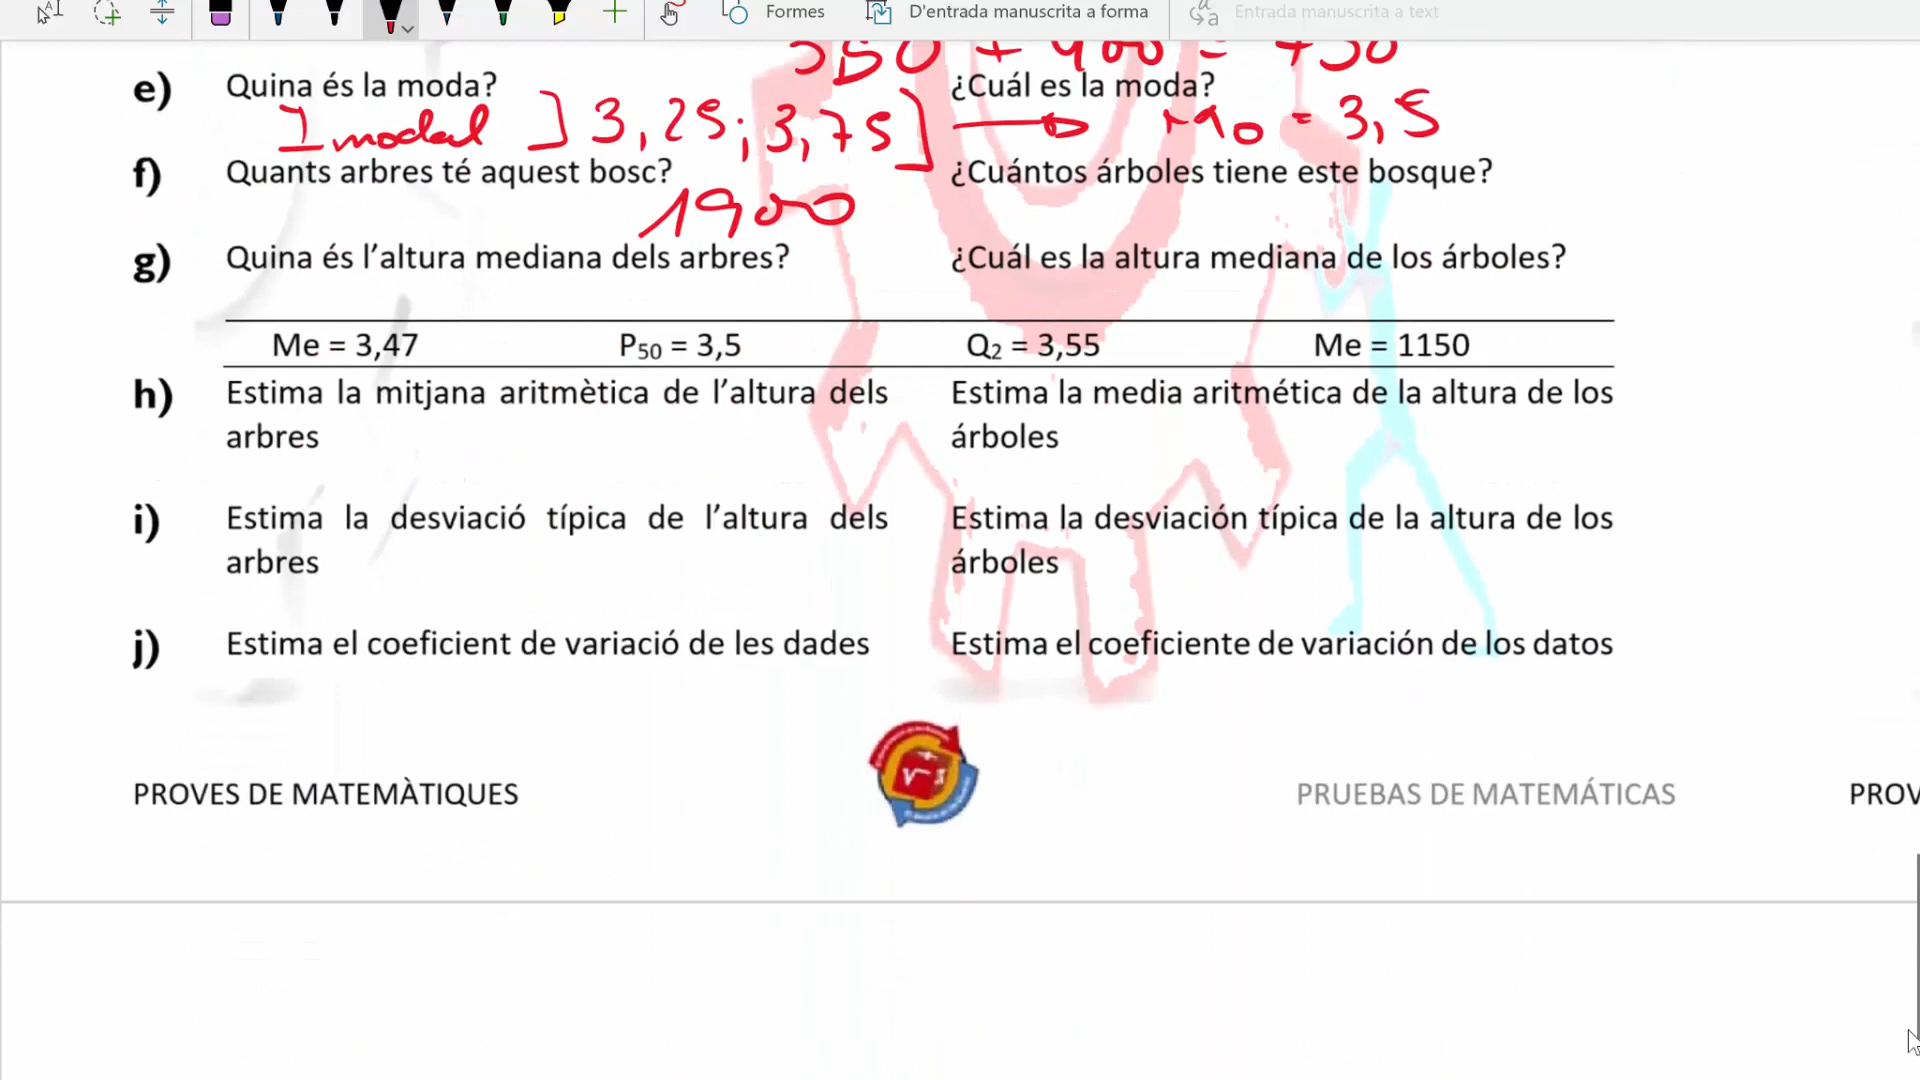 Formes D'entrada manuscrita a forma Entrada manuscrita a text
350 + 400 = 750
e) Quina és la moda? ¿Cuál es la moda?
I modal ]3,25;3,75] → Mo = 3,5
f) Quants arbres té aquest bosc? ¿Cuántos árboles tiene este bosque?
1900
g) Quina és l'altura mediana dels arbres? ¿Cuál es la altura mediana de los árboles?
Me = 3,47 P50 = 3,5 Q2 = 3,55 Me = 1150
h) Estima la mitjana aritmètica de l'altura dels Estima la media aritmética de la altura de los
arbres árboles
i) Estima la desviació típica de l'altura dels Estima la desviación típica de la altura de los
arbres árboles
j) Estima el coeficient de variació de les dades Estima el coeficiente de variación de los datos
PROVES DE MATEMÀTIQUES PRUEBAS DE MATEMÁTICAS PROV